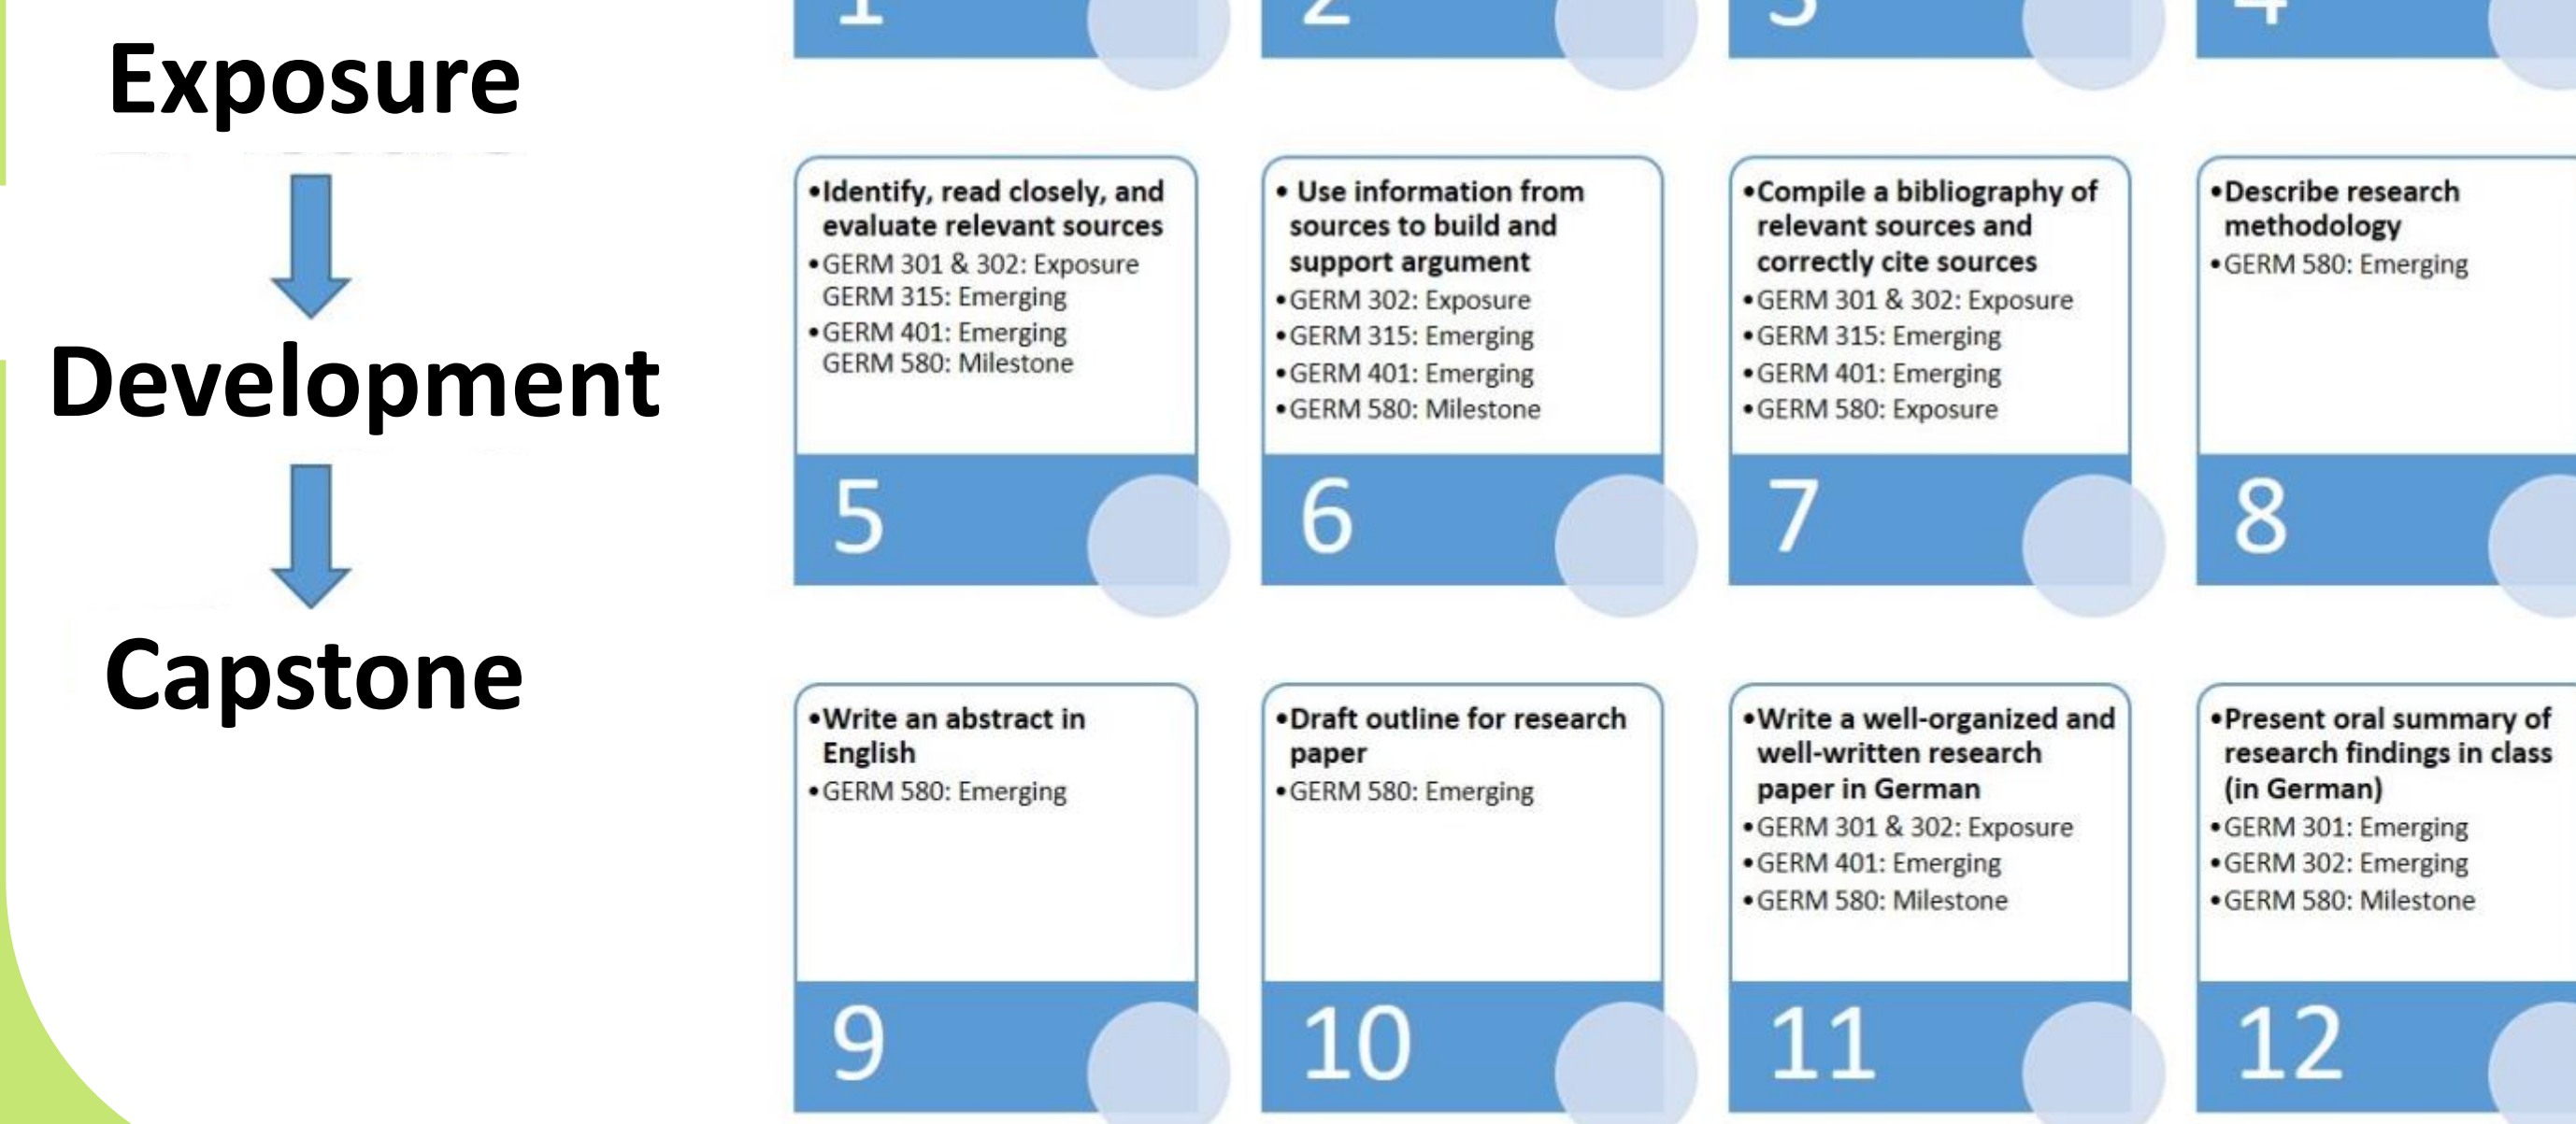 Exposure
Development
Capstone
1
2
3
4
•Identify, read closely, and
evaluate relevant sources
•GERM 301 & 302: Exposure
GERM 315: Emerging
•GERM 401: Emerging
GERM 580: Milestone
5
• Use information from
sources to build and
support argument
•GERM 302: Exposure
•GERM 315: Emerging
•GERM 401: Emerging
•GERM 580: Milestone
6
•Compile a bibliography of
relevant sources and
correctly cite sources
•GERM 301 & 302: Exposure
•GERM 315: Emerging
•GERM 401: Emerging
•GERM 580: Exposure
7
•Describe research
methodology
•GERM 580: Emerging
8
•Write an abstract in
English
•GERM 580: Emerging
9
•Draft outline for research
paper
•GERM 580: Emerging
10
•Write a well-organized and
well-written research
paper in German
•GERM 301 & 302: Exposure
•GERM 401: Emerging
•GERM 580: Milestone
11
•Present oral summary of
research findings in class
(in German)
•GERM 301: Emerging
•GERM 302: Emerging
•GERM 580: Milestone
12